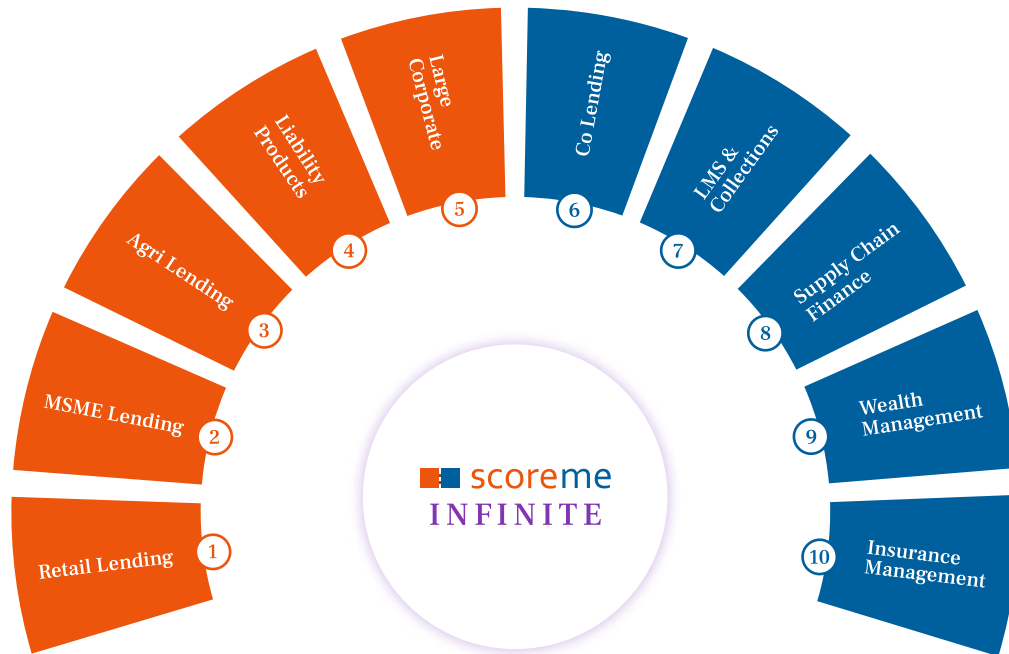 Retail Lending
1
MSME Lending
2
Agri Lending
3
Liability
Products
4
Large
Corporate
5
Co Lending
6
LMS &
Collections
7
Supply Chain
Finance
8
Wealth
Management
9
Insurance
Management
10
scoreme
INFINITE